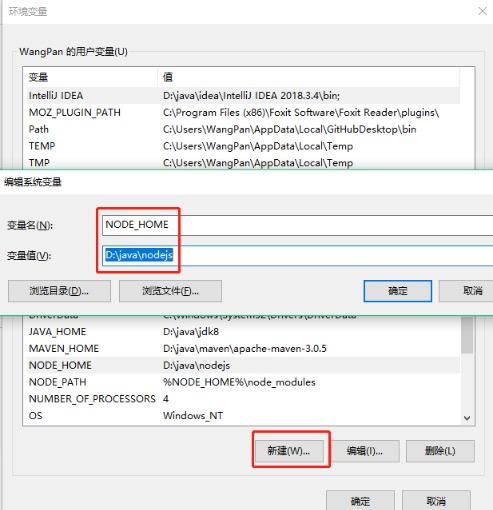 环境变量
WangPan 的用户变量(U)
变量 值
IntelliJ IDEA D:\java\idea\IntelliJ IDEA 2018.3.4\bin;
MOZ_PLUGIN_PATH C:\Program Files (x86)\Foxit Software\Foxit Reader\plugins\
Path C:\Users\WangPan\AppData\Local\GitHubDesktop\bin
TEMP C:\Users\WangPan\AppData\Local\Temp
TMP C:\Users\WangPan\AppData\Local\Temp
编辑系统变量
变量名(N): NODE_HOME
变量值(V): D:\java\nodejs
浏览目录(D)... 浏览文件(F)... 确定 取消
DriverData C:\Windows\System32\Drivers\DriverData
JAVA_HOME D:\java\jdk8
MAVEN_HOME D:\java\maven\apache-maven-3.0.5
NODE_HOME D:\java\nodejs
NODE_PATH %NODE_HOME%\node_modules
NUMBER_OF_PROCESSORS 4
OS Windows_NT
新建(W)... 编辑(I)... 删除(L)
确定 取消